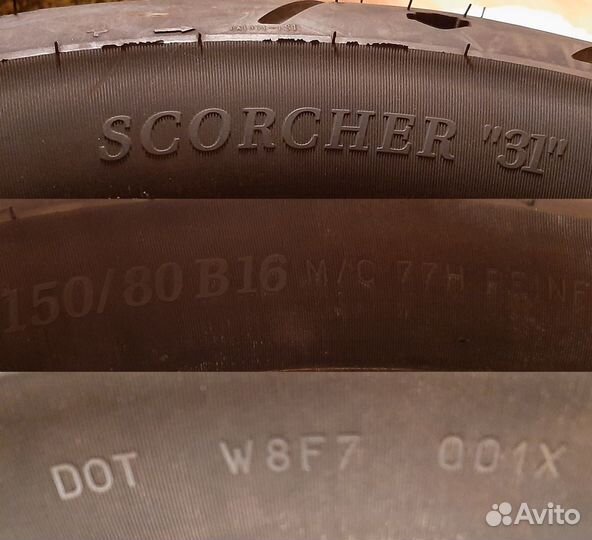 SCORCHER "31"
150/80 B16 M/C 77H REINF
DOT W8F7 001X
Avito